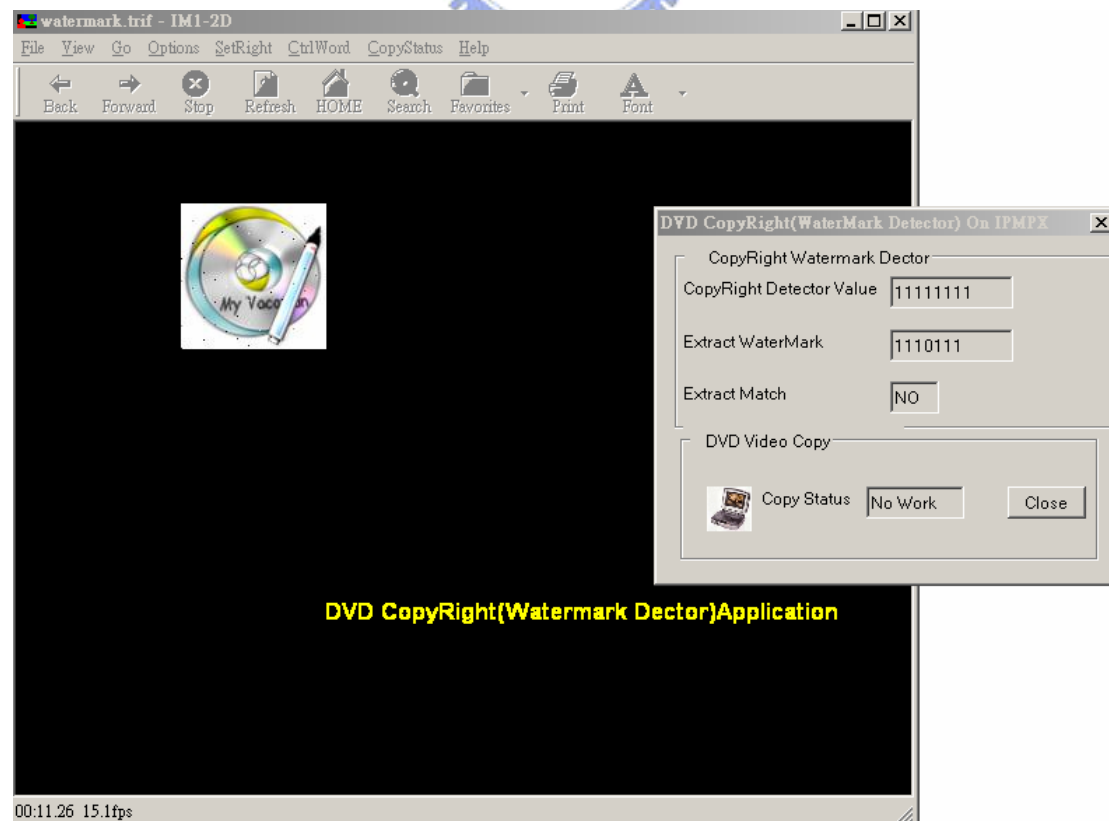 watermark.trif - IM1-2D
File View Go Options SetRight CtrlWord CopyStatus Help
Back Forward Stop Refresh HOME Search Favorites Print Font
My Vacation
DVD CopyRight(WaterMark Detector) On IPMPX
CopyRight Watermark Dector
CopyRight Detector Value 11111111
Extract WaterMark 1110111
Extract Match NO
DVD Video Copy
Copy Status No Work Close
DVD CopyRight(Watermark Dector)Application
00:11.26 15.1fps